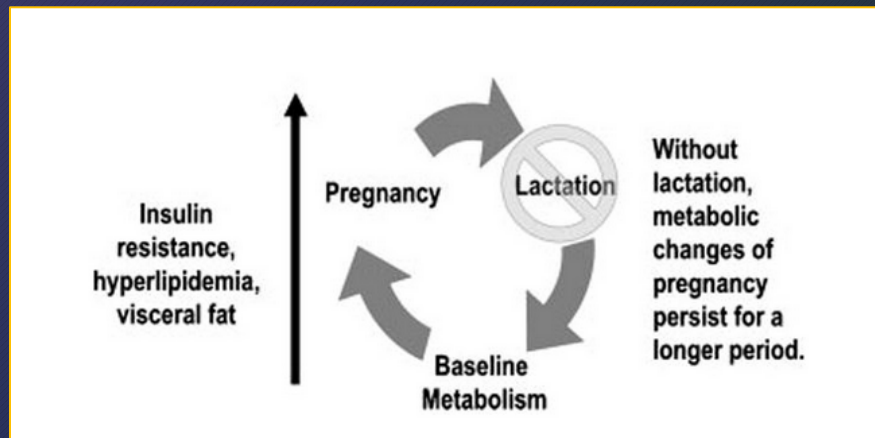 Insulin
resistance,
hyperlipidemia,
visceral fat
Pregnancy
Lactation
Baseline
Metabolism
Without
lactation,
metabolic
changes of
pregnancy
persist for a
longer period.